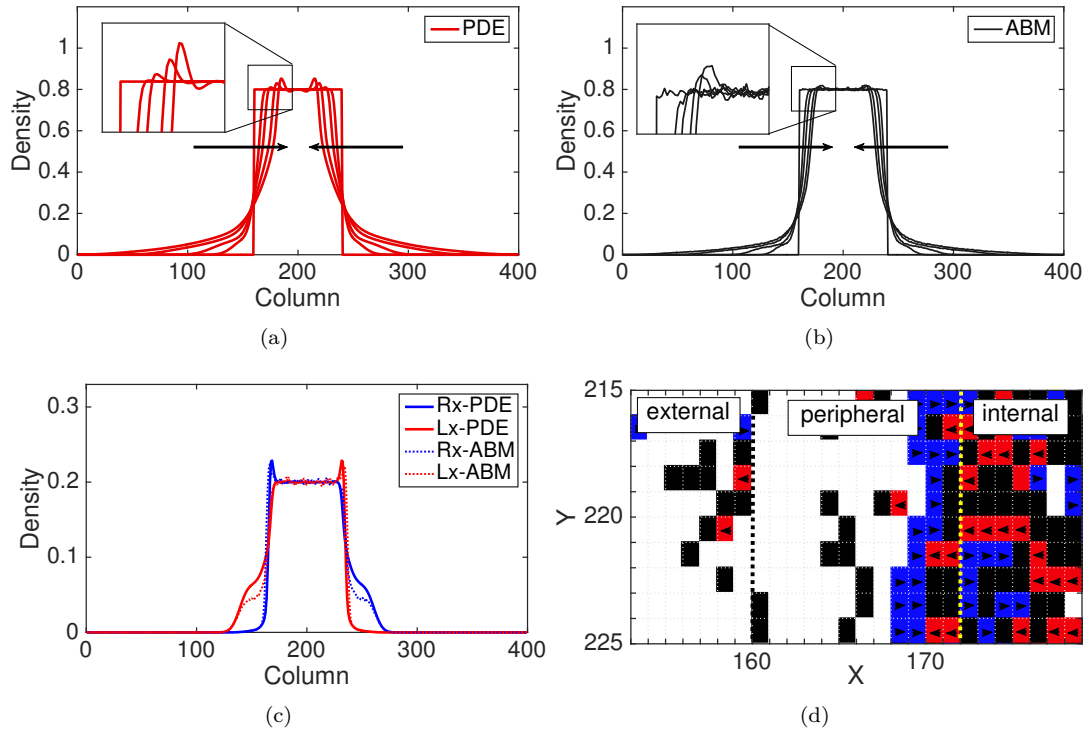 PDE
1
0.8
0.6
0.4
0.2
0
Density
0 100 200 300 400
Column
(a)
ABM
1
0.8
0.6
0.4
0.2
0
Density
0 100 200 300 400
Column
(b)
Rx-PDE
Lx-PDE
Rx-ABM
Lx-ABM
0.3
0.2
0.1
0
Density
0 100 200 300 400
Column
(c)
external peripheral internal
215
220
225
Y
160 170
X
(d)